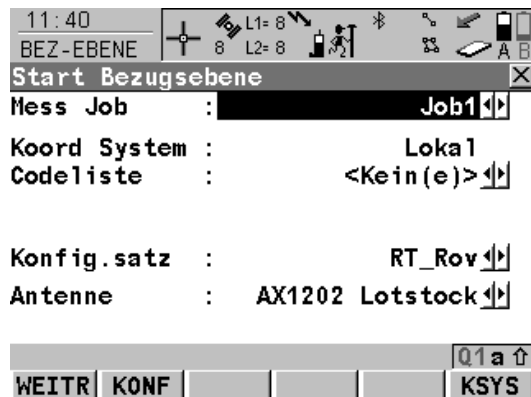 11:40
BEZ-EBENE
8 L1= 8
L2= 8
A B
Start Bezugsebene
Mess Job : Job1
Koord System : Lokal
Codeliste : <Kein(e)>
Konfig.satz : RT_Rov
Antenne : AX1202 Lotstock
Q1 a
WEITR KONF KSYS